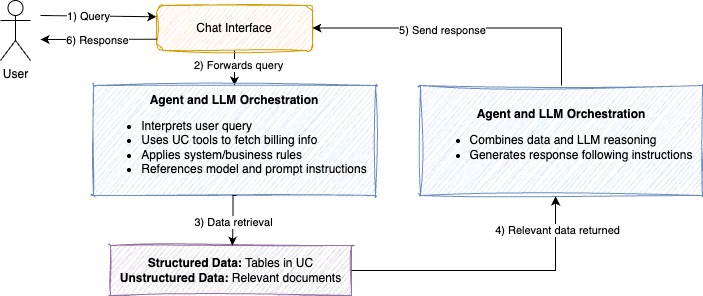 1) Query
Chat Interface
5) Send response
6) Response
User
2) Forwards query
Agent and LLM Orchestration
Interprets user query
Uses UC tools to fetch billing info
Applies system/business rules
References model and prompt instructions
Agent and LLM Orchestration
Combines data and LLM reasoning
Generates response following instructions
3) Data retrieval
4) Relevant data returned
Structured Data: Tables in UC
Unstructured Data: Relevant documents